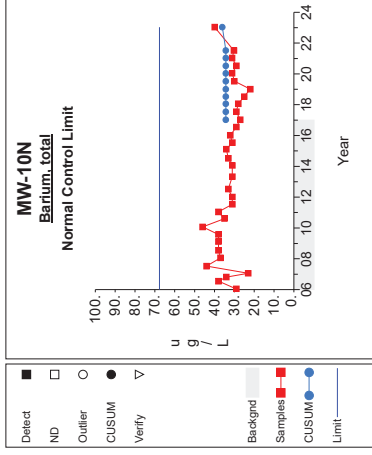 MW-10N
Barium, total
Normal Control Limit
100.
90.
80.
70.
60.
50.
40.
30.
20.
10.
0.
u g / L
06 08 10 12 14 16 18 20 22 24
Year
Detect
ND
Outlier
CUSUM
Verify
Backgnd
Samples
CUSUM
Limit